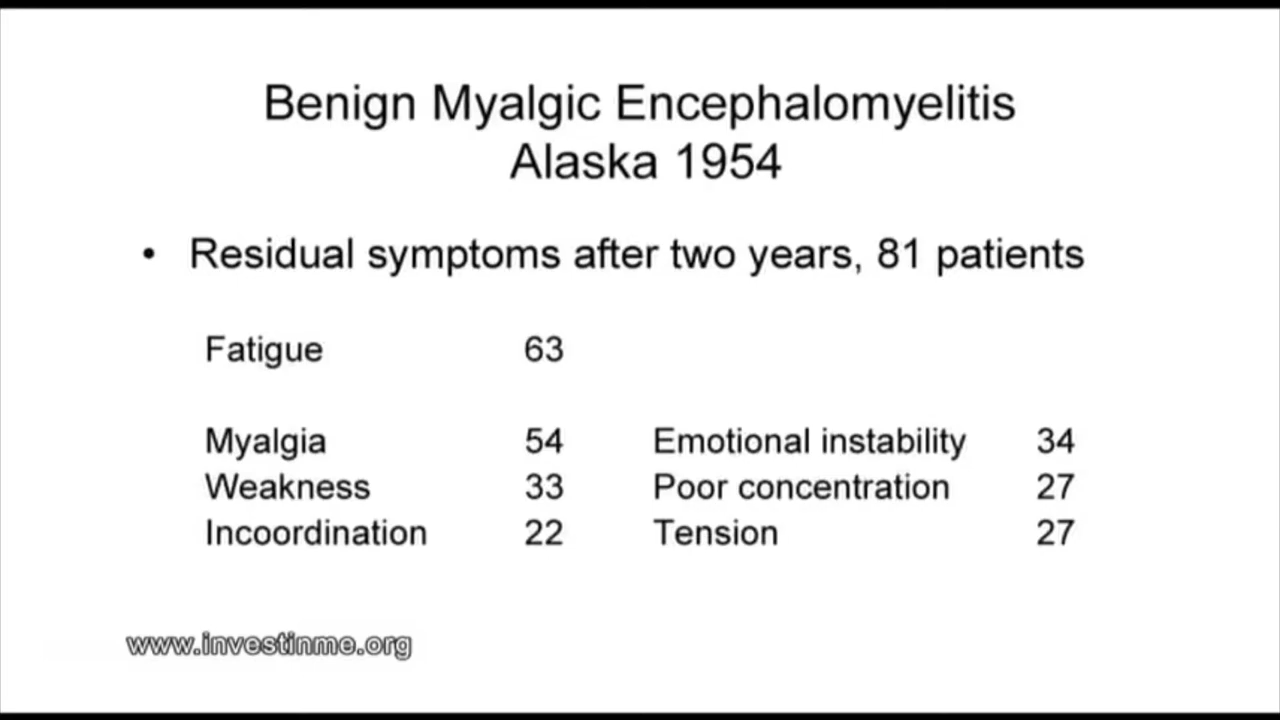 Benign Myalgic Encephalomyelitis
Alaska 1954
• Residual symptoms after two years, 81 patients
Fatigue 63
Myalgia 54 Emotional instability 34
Weakness 33 Poor concentration 27
Incoordination 22 Tension 27
www.investinme.org